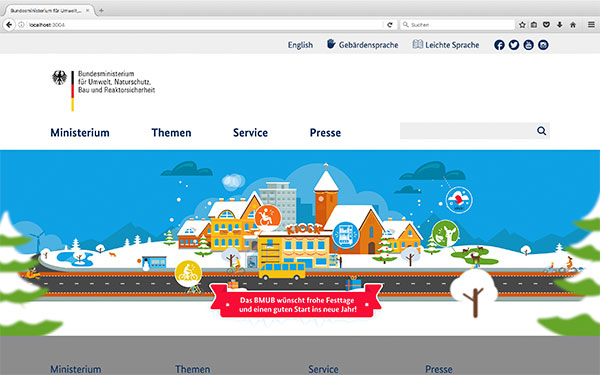 Bundesministerium für Umwelt,...
localhost:3004
Suchen
English
Gebärdensprache
Leichte Sprache
Bundesministerium
für Umwelt, Naturschutz,
Bau und Reaktorsicherheit
Ministerium
Themen
Service
Presse
KIOSK
Das BMUB wünscht frohe Festtage
und einen guten Start ins neue Jahr!
Ministerium
Themen
Service
Presse